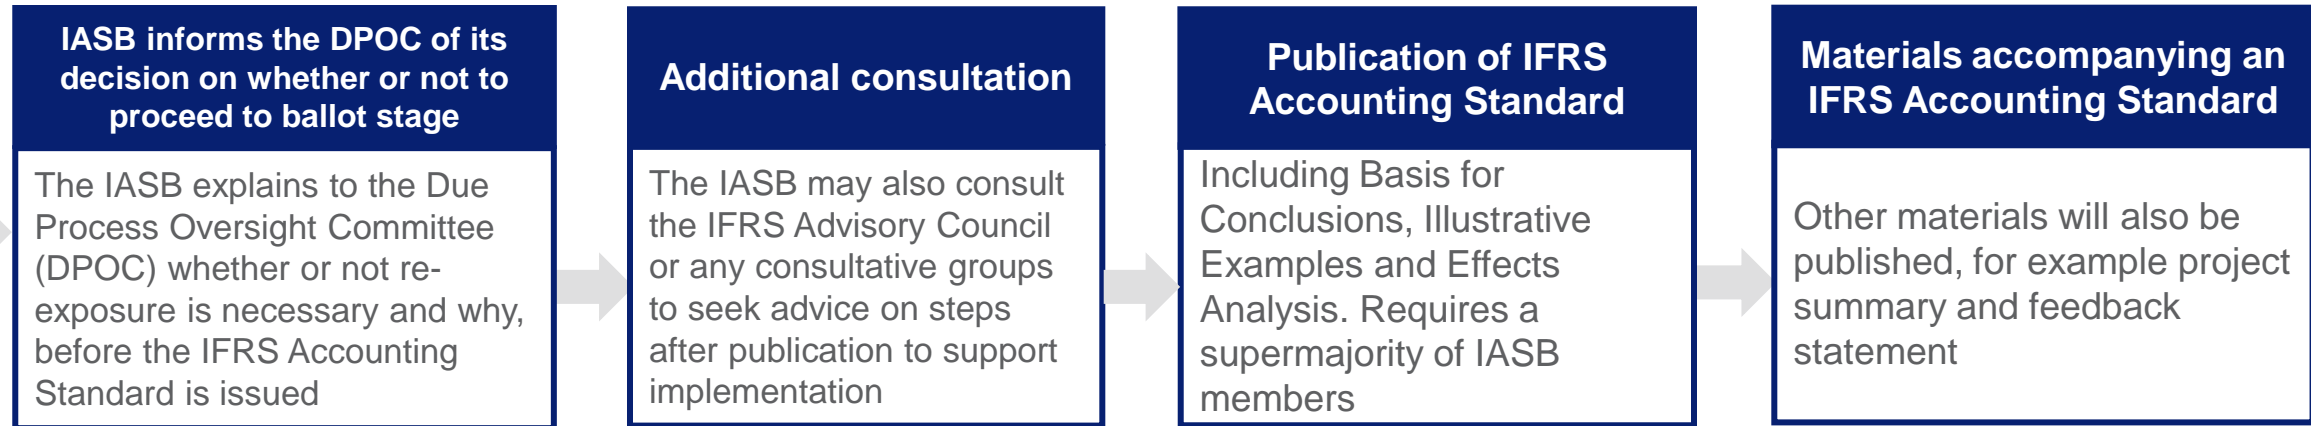 IASB informs the DPOC of its
decision on whether or not to
proceed to ballot stage
The IASB explains to the Due
Process Oversight Committee
(DPOC) whether or not re-
exposure is necessary and why,
before the IFRS Accounting
Standard is issued
Additional consultation
The IASB may also consult
the IFRS Advisory Council
or any consultative groups
to seek advice on steps
after publication to support
implementation
Publication of IFRS
Accounting Standard
Including Basis for
Conclusions, Illustrative
Examples and Effects
Analysis. Requires a
supermajority of IASB
members
Materials accompanying an
IFRS Accounting Standard
Other materials will also be
published, for example project
summary and feedback
statement